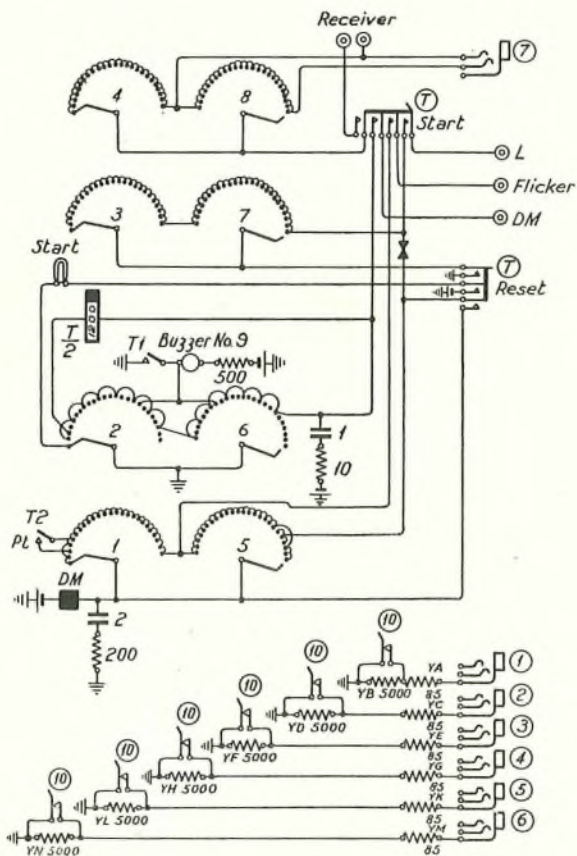 Receiver
7
4
8
T
Start
L
Flicker
DM
3
7
Start
T
Reset
T
2
1200
T1
Buzzer No. 9
500
2
6
1
10
T2
Pt
1
5
DM
2
200
10
YA
1
YB 5000
85
10
YC
2
YD 5000
85
10
YE
3
YF 5000
85
10
YG
4
YH 5000
85
10
YK
5
YL 5000
85
10
YM
6
YN 5000
85